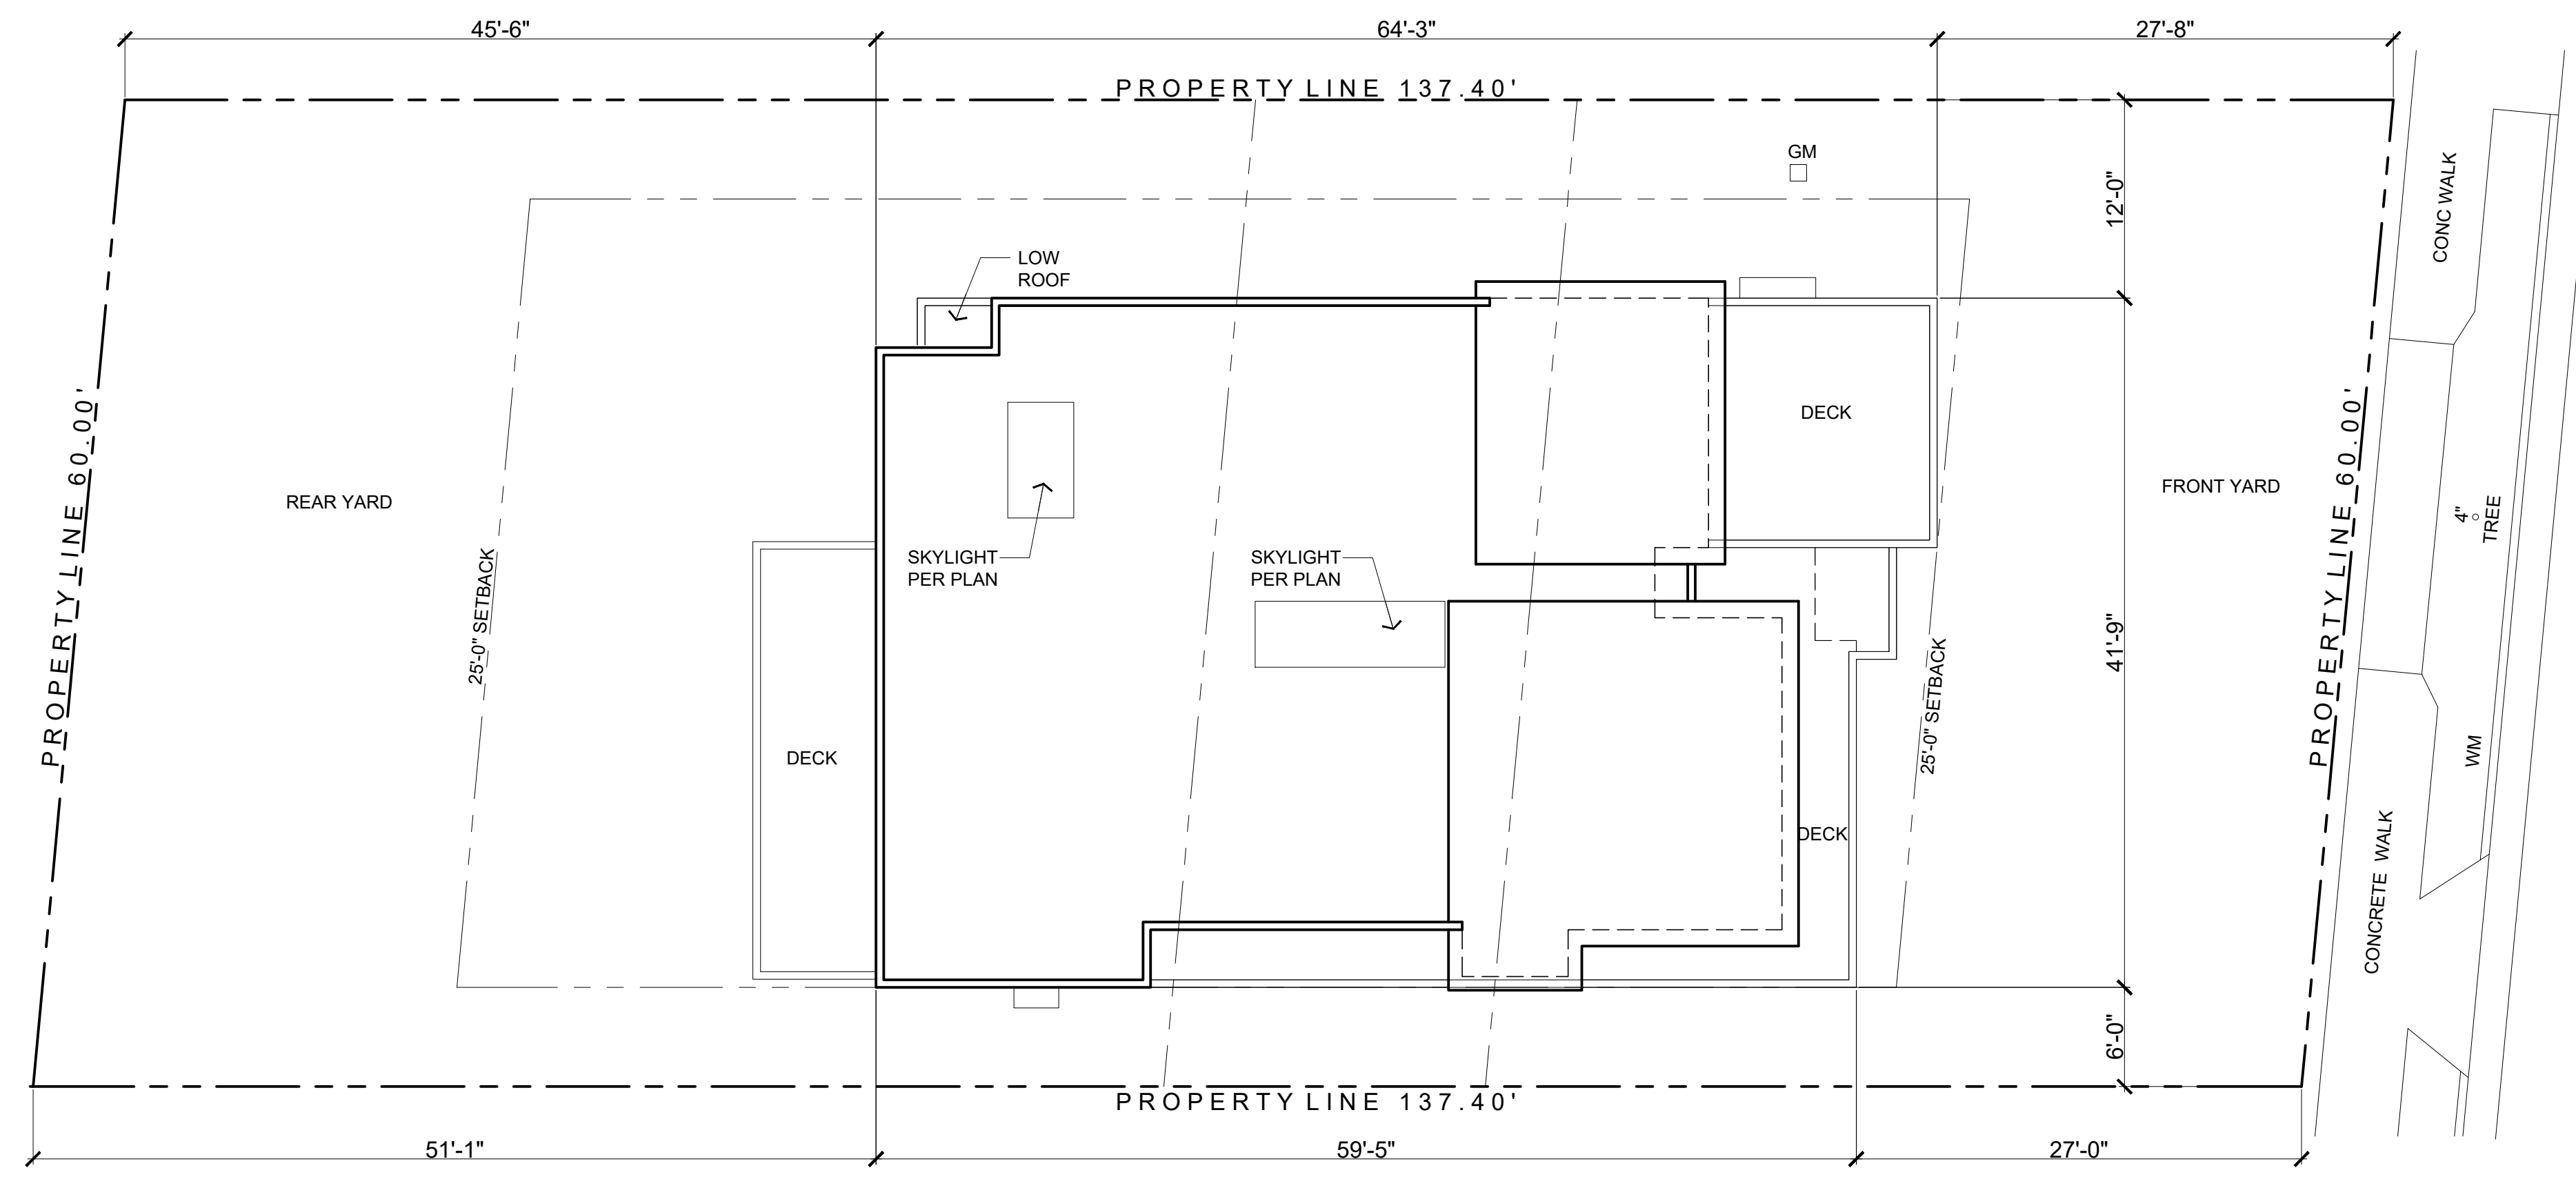 45'-6"
64'-3"
27'-8"
PROPERTY LINE 137.40'
GM
12'-0"
CONC WALK
LOW
ROOF
DECK
PROPERTY LINE 60.00'
REAR YARD
25'-0" SETBACK
SKYLIGHT
PER PLAN
SKYLIGHT
PER PLAN
FRONT YARD
PROPERTY LINE 60.00'
4"
TREE
41'-9"
25'-0" SETBACK
DECK
WM
DECK
CONCRETE WALK
6'-0"
PROPERTY LINE 137.40'
51'-1"
59'-5"
27'-0"